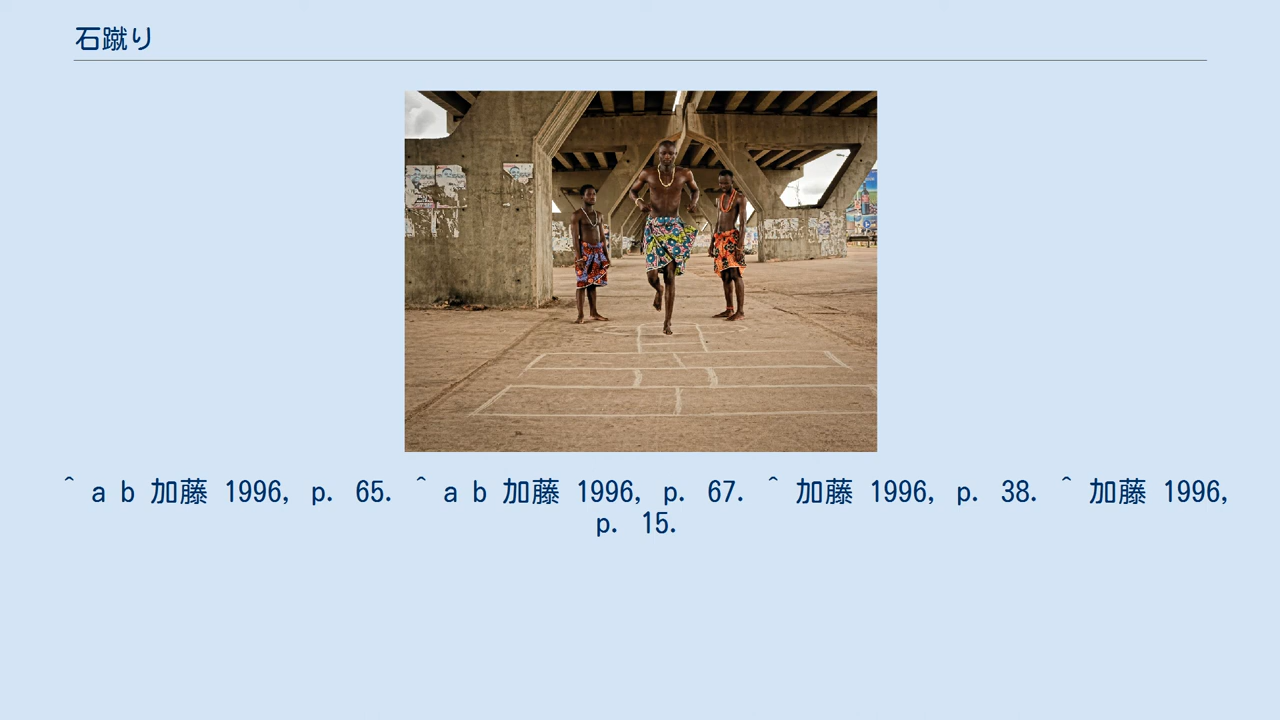 石蹴り
^ a b 加藤 1996, p. 65. ^ a b 加藤 1996, p. 67. ^ 加藤 1996, p. 38. ^ 加藤 1996,
p. 15.